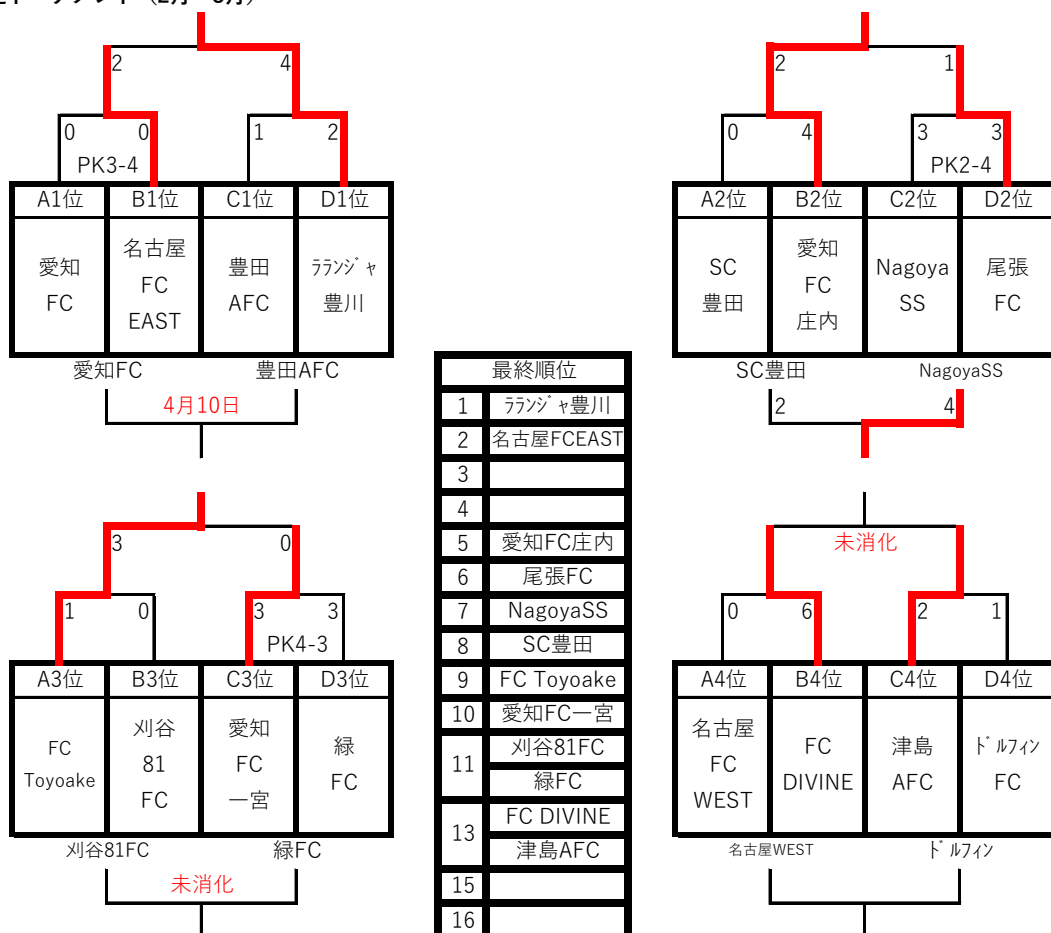 2 4
0 0 1 2
PK3-4
A1位 B1位 C1位 D1位
愛知
FC
名古屋
FC
EAST
豊田
AFC
ラランジャ
豊川
愛知FC 豊田AFC
4月10日
2 1
0 4 3 3
PK2-4
A2位 B2位 C2位 D2位
SC
豊田
愛知
FC
庄内
Nagoya
SS
尾張
FC
SC豊田 NagoyaSS
2 4
最終順位
1 ラランジャ豊川
2 名古屋FCEAST
3
4
5 愛知FC庄内
6 尾張FC
7 NagoyaSS
8 SC豊田
9 FC Toyoake
10 愛知FC一宮
11 刈谷81FC
緑FC
13 FC DIVINE
津島AFC
15
16
3 0
1 0 3 3
PK4-3
A3位 B3位 C3位 D3位
FC
Toyoake
刈谷
81
FC
愛知
FC
一宮
緑
FC
刈谷81FC 緑FC
未消化
未消化
0 6 2 1
A4位 B4位 C4位 D4位
名古屋
FC
WEST
FC
DIVINE
津島
AFC
ドルフィン
FC
名古屋WEST ドルフィン